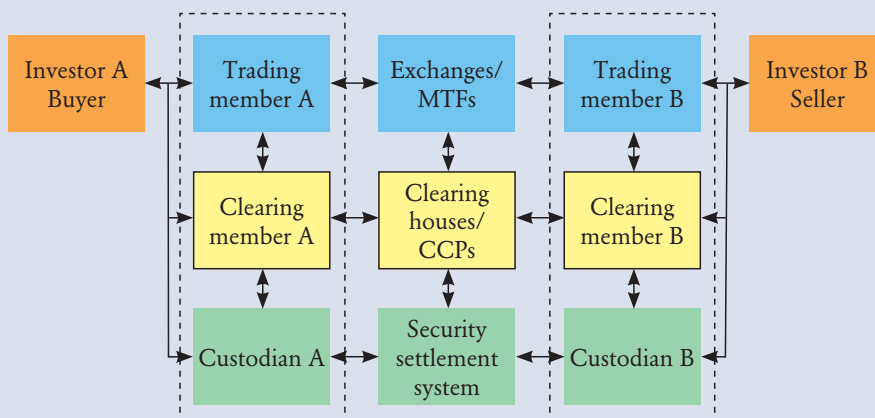 Investor A
Buyer
Trading
member A
Exchanges/
MTFs
Trading
member B
Investor B
Seller
Clearing
member A
Clearing
houses/
CCPs
Clearing
member B
Custodian A
Security
settlement
system
Custodian B